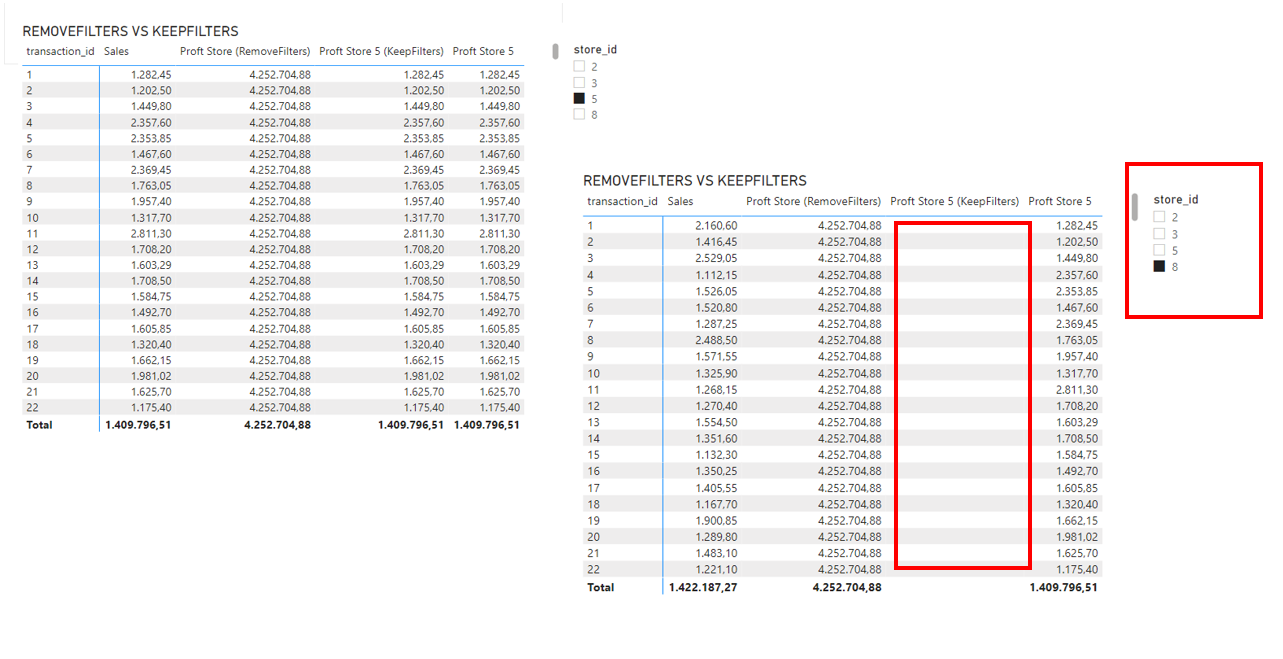 REMOVEFILTERS VS KEEPFILTERS
transaction_id Sales Proft Store (RemoveFilters) Proft Store 5 (KeepFilters) Proft Store 5
1 1.282,45 4.252.704,88 1.282,45 1.282,45
2 1.202,50 4.252.704,88 1.202,50 1.202,50
3 1.449,80 4.252.704,88 1.449,80 1.449,80
4 2.357,60 4.252.704,88 2.357,60 2.357,60
5 2.353,85 4.252.704,88 2.353,85 2.353,85
6 1.467,60 4.252.704,88 1.467,60 1.467,60
7 2.369,45 4.252.704,88 2.369,45 2.369,45
8 1.763,05 4.252.704,88 1.763,05 1.763,05
9 1.957,40 4.252.704,88 1.957,40 1.957,40
10 1.317,70 4.252.704,88 1.317,70 1.317,70
11 2.811,30 4.252.704,88 2.811,30 2.811,30
12 1.708,20 4.252.704,88 1.708,20 1.708,20
13 1.603,29 4.252.704,88 1.603,29 1.603,29
14 1.708,50 4.252.704,88 1.708,50 1.708,50
15 1.584,75 4.252.704,88 1.584,75 1.584,75
16 1.492,70 4.252.704,88 1.492,70 1.492,70
17 1.605,85 4.252.704,88 1.605,85 1.605,85
18 1.320,40 4.252.704,88 1.320,40 1.320,40
19 1.662,15 4.252.704,88 1.662,15 1.662,15
20 1.981,02 4.252.704,88 1.981,02 1.981,02
21 1.625,70 4.252.704,88 1.625,70 1.625,70
22 1.175,40 4.252.704,88 1.175,40 1.175,40
Total 1.409.796,51 4.252.704,88 1.409.796,51 1.409.796,51
store_id
2
3
5
8
REMOVEFILTERS VS KEEPFILTERS
transaction_id Sales Proft Store (RemoveFilters) Proft Store 5 (KeepFilters) Proft Store 5
1 2.160,60 4.252.704,88 1.282,45
2 1.416,45 4.252.704,88 1.202,50
3 2.529,05 4.252.704,88 1.449,80
4 1.112,15 4.252.704,88 2.357,60
5 1.526,05 4.252.704,88 2.353,85
6 1.520,80 4.252.704,88 1.467,60
7 1.287,25 4.252.704,88 2.369,45
8 2.488,50 4.252.704,88 1.763,05
9 1.571,55 4.252.704,88 1.957,40
10 1.325,90 4.252.704,88 1.317,70
11 1.268,15 4.252.704,88 2.811,30
12 1.270,40 4.252.704,88 1.708,20
13 1.554,50 4.252.704,88 1.603,29
14 1.351,60 4.252.704,88 1.708,50
15 1.132,30 4.252.704,88 1.584,75
16 1.350,25 4.252.704,88 1.492,70
17 1.405,55 4.252.704,88 1.605,85
18 1.167,70 4.252.704,88 1.320,40
19 1.900,85 4.252.704,88 1.662,15
20 1.289,80 4.252.704,88 1.981,02
21 1.483,10 4.252.704,88 1.625,70
22 1.221,10 4.252.704,88 1.175,40
Total 1.422.187,27 4.252.704,88 1.409.796,51
store_id
2
3
5
8